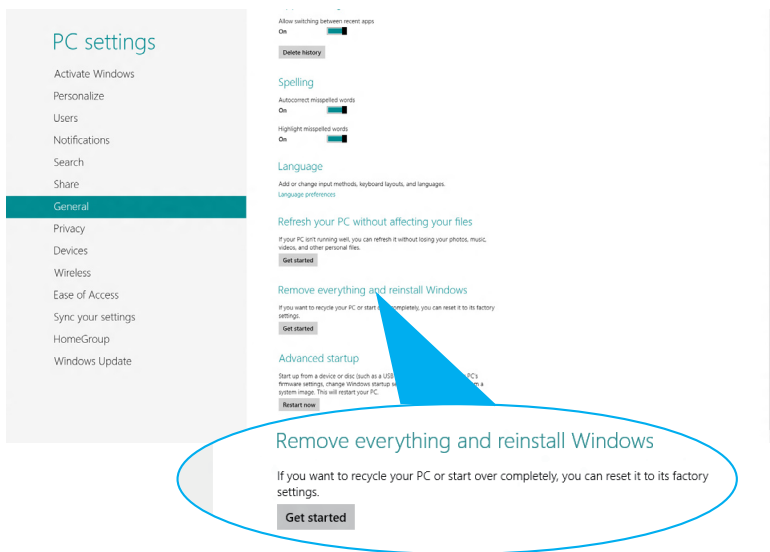 PC settings
Activate Windows
Personalize
Users
Notifications
Search
Share
General
Privacy
Devices
Wireless
Ease of Access
Sync your settings
HomeGroup
Windows Update
Allow switching between recent apps
On
Delete history
Spelling
Autocorrect misspelled words
On
Highlight misspelled words
On
Language
Add or change input methods, keyboard layouts, and languages.
Language preferences
Refresh your PC without affecting your files
If your PC isn't running well, you can refresh it without losing your photos, music,
videos, and other personal files.
Get started
Remove everything and reinstall Windows
If you want to recycle your PC or start completely, you can reset it to its factory
settings.
Get started
Advanced startup
Start up from a device or disc (such as a USB PC's
firmware settings, change Windows startup a
system image. This will restart your PC.
Restart now
Remove everything and reinstall Windows
If you want to recycle your PC or start over completely, you can reset it to its factory
settings.
Get started